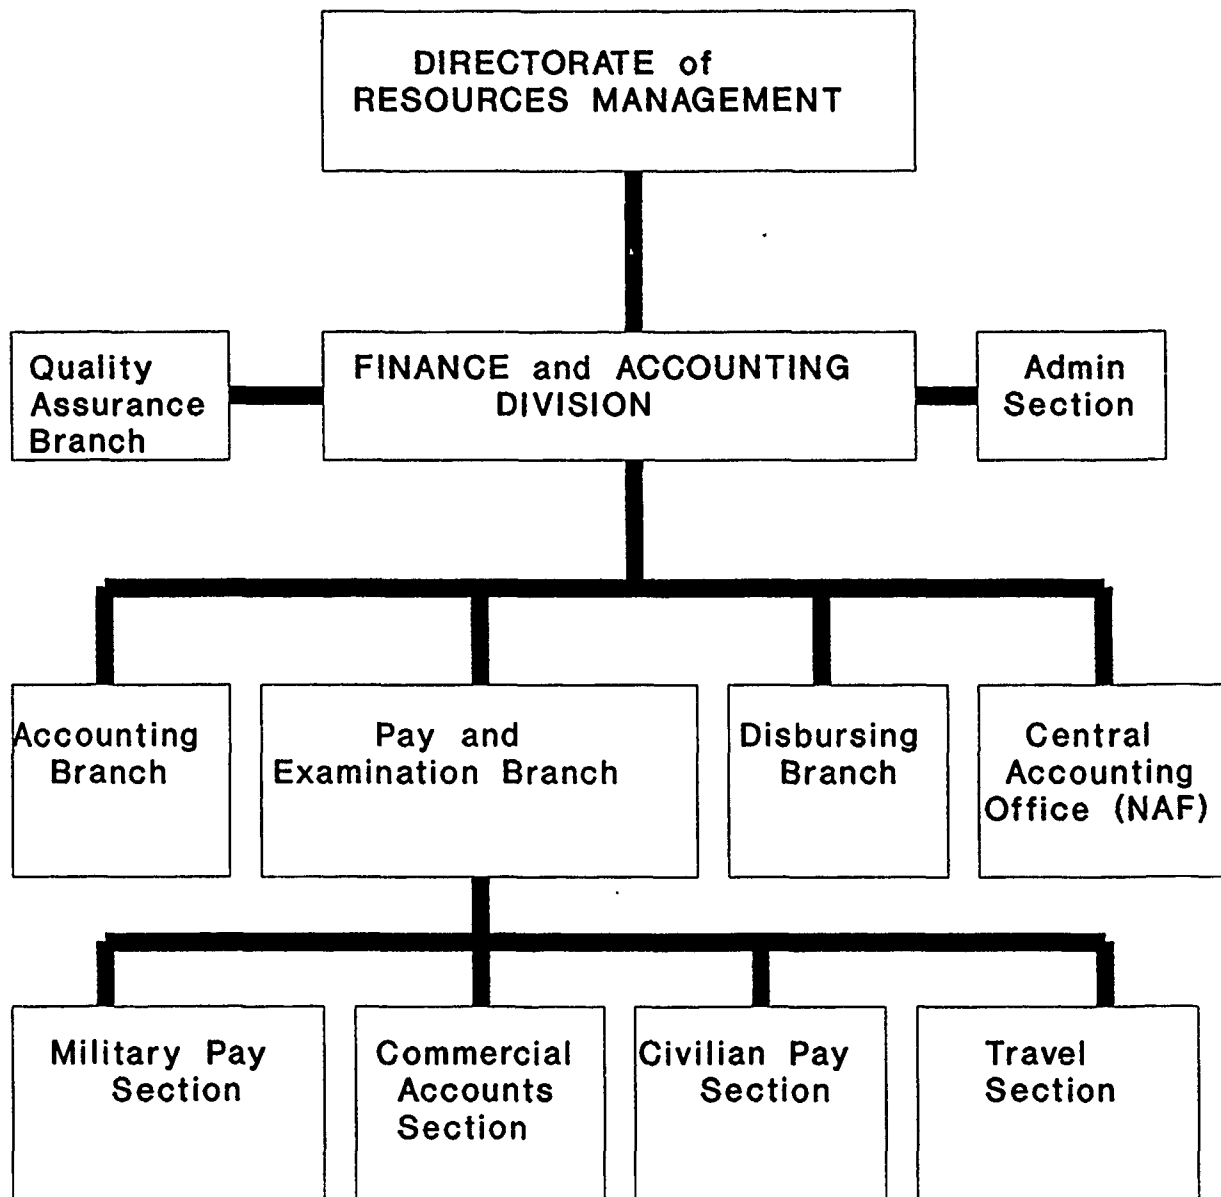 DIRECTORATE of
RESOURCES MANAGEMENT
Quality
Assurance
Branch
FINANCE and ACCOUNTING
DIVISION
Admin
Section
Accounting
Branch
Pay and
Examination Branch
Disbursing
Branch
Central
Accounting
Office (NAF)
Military Pay
Section
Commercial
Accounts
Section
Civilian Pay
Section
Travel
Section